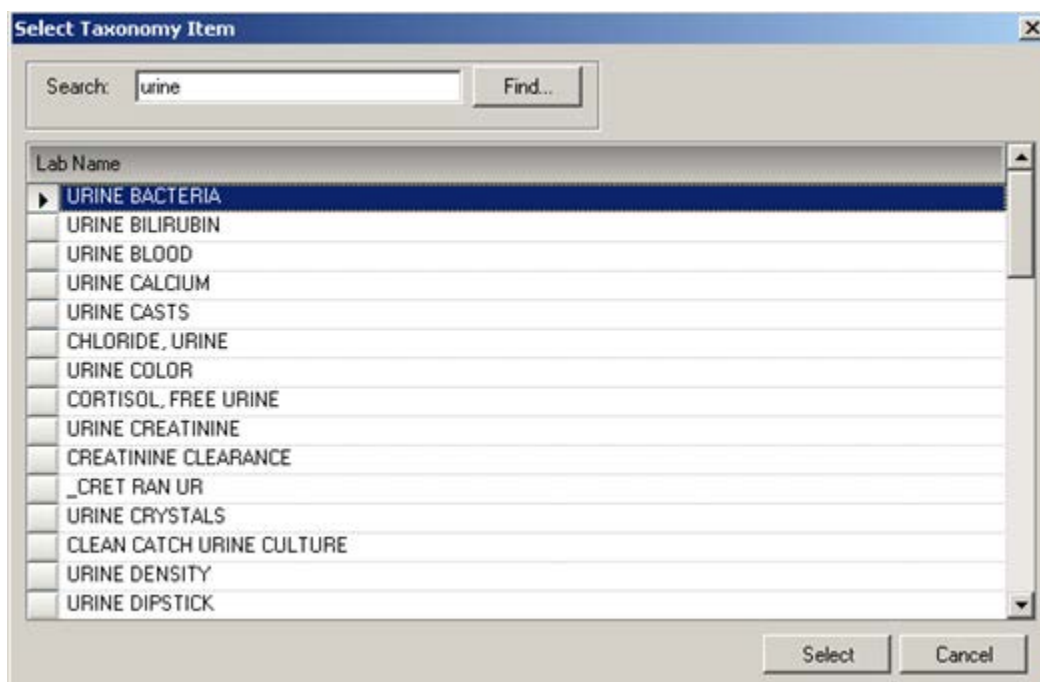 Select Taxonomy Item
Search: urine Find...
Lab Name
URINE BACTERIA
URINE BILIRUBIN
URINE BLOOD
URINE CALCIUM
URINE CASTS
CHLORIDE, URINE
URINE COLOR
CORTISOL, FREE URINE
URINE CREATININE
CREATININE CLEARANCE
_CRET RAN UR
URINE CRYSTALS
CLEAN CATCH URINE CULTURE
URINE DENSITY
URINE DIPSTICK
Select Cancel